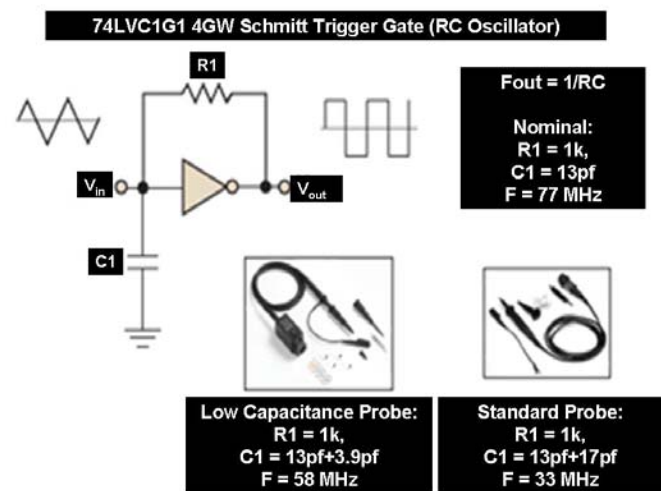 74LVC1G1 4GW Schmitt Trigger Gate (RC Oscillator)
R1
Fout = 1/RC
Nominal:
R1 = 1k,
C1 = 13pf
F = 77 MHz
Vin
Vout
C1
Low Capacitance Probe:
R1 = 1k,
C1 = 13pf+3.9pf
F = 58 MHz
Standard Probe:
R1 = 1k,
C1 = 13pf+17pf
F = 33 MHz